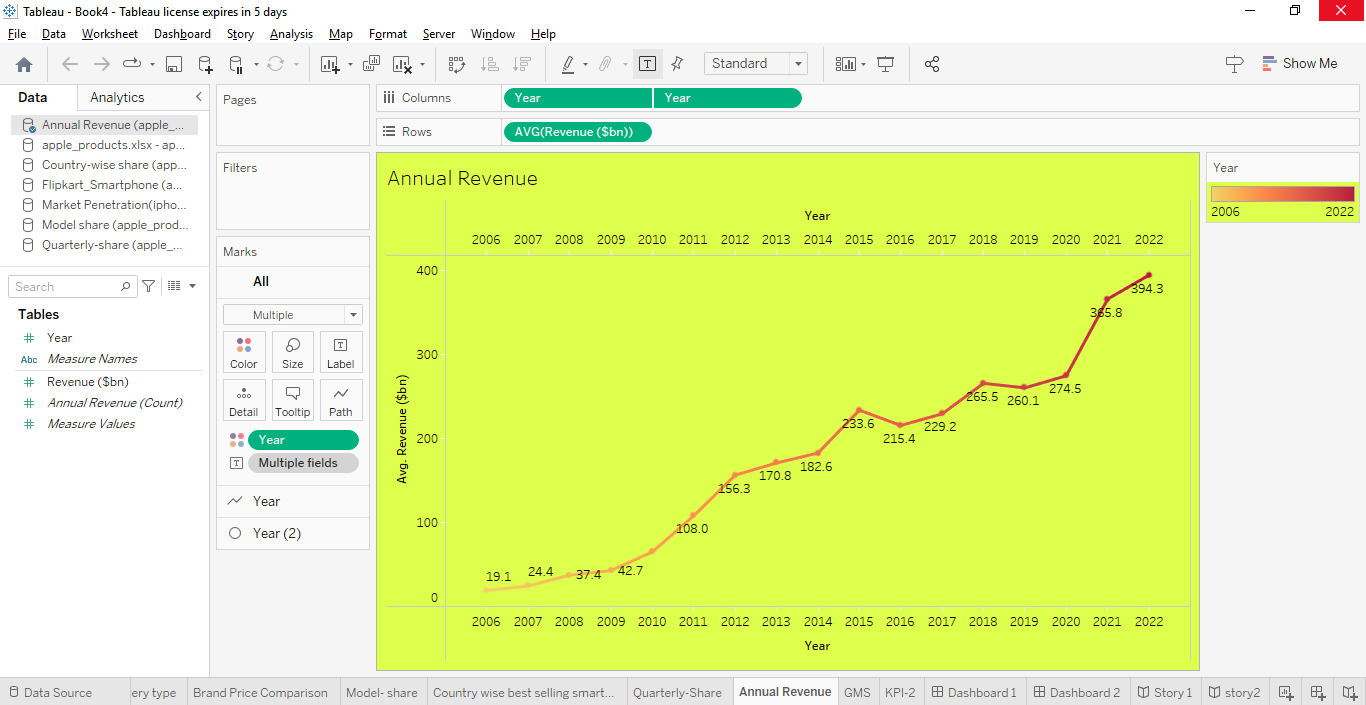 Tableau - Book4 - Tableau license expires in 5 days
File Data Worksheet Dashboard Story Analysis Map Format Server Window Help
Standard
Show Me
Data Analytics
Annual Revenue (apple_...
apple_products.xlsx - ap...
Country-wise share (app...
Flipkart_Smartphone (a...
Market Penetration(ipho...
Model share (apple_prod...
Quarterly-share (apple_...
Search
Tables
Year
Abc Measure Names
Revenue ($bn)
Annual Revenue (Count)
Measure Values
Pages
Filters
Marks
All
Multiple
Color Size Label
Detail Tooltip Path
Year
Multiple fields
Year
Year (2)
Columns Year Year
Rows AVG(Revenue ($bn))
Annual Revenue
Year
2006 2007 2008 2009 2010 2011 2012 2013 2014 2015 2016 2017 2018 2019 2020 2021 2022
400
300
200
100
0
Avg. Revenue ($bn)
19.1
24.4
37.4
42.7
108.0
156.3
170.8
182.6
233.6
215.4
229.2
265.5
260.1
274.5
365.8
394.3
2006 2007 2008 2009 2010 2011 2012 2013 2014 2015 2016 2017 2018 2019 2020 2021 2022
Year
Year
2006 2022
Data Source ery type Brand Price Comparison Model- share Country wise best selling smart... Quarterly-Share Annual Revenue GMS KPI-2 Dashboard 1 Dashboard 2 Story 1 story2